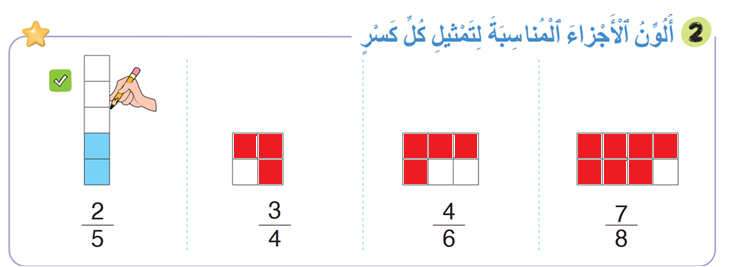 2 أُلَوِّنُ ٱلْأَجْزاءَ ٱلْمُناسِبَةَ لِتَمْثيلِ كُلِّ كَسْرٍ
2/5 3/4 4/6 7/8